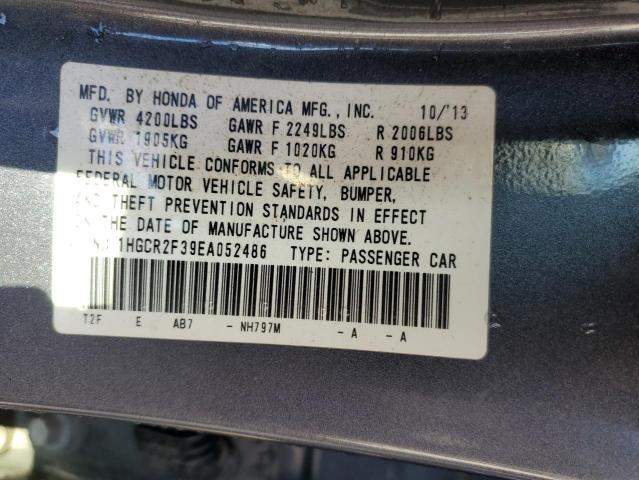 MFD. BY HONDA OF AMERICA MFG., INC. 10/'13
GVWR 4200LBS GAWR F 2249LBS R 2006LBS
GVWR 1905KG GAWR F 1020KG R 910KG
THIS VEHICLE CONFORMS TO ALL APPLICABLE
FEDERAL MOTOR VEHICLE SAFETY, BUMPER,
AND THEFT PREVENTION STANDARDS IN EFFECT
ON THE DATE OF MANUFACTURE SHOWN ABOVE.
1HGCR2F39EA052486 TYPE: PASSENGER CAR
T2F E AB7 - NH797M - A - A